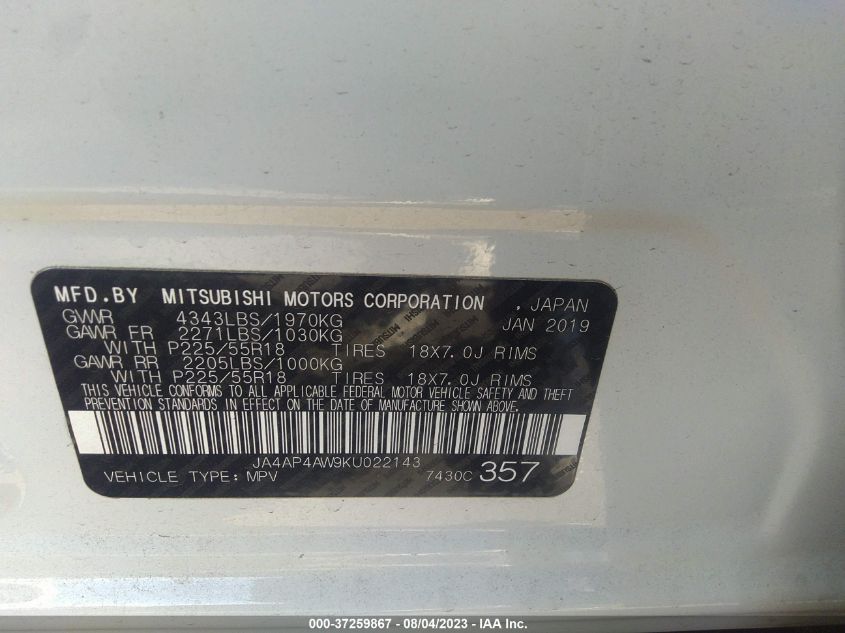 MFD.BY MITSUBISHI MOTORS CORPORATION , JAPAN
GVWR 4343LBS/1970KG JAN 2019
GAWR FR 2271LBS/1030KG
WITH P225/55R18 TIRES 18X7.0J RIMS
GAWR RR 2205LBS/1000KG
WITH P225/55R18 TIRES 18X7.0J RIMS
THIS VEHICLE CONFORMS TO ALL APPLICABLE FEDERAL MOTOR VEHICLE SAFETY AND THEFT
PREVENTION STANDARDS IN EFFECT ON THE DATE OF MANUFACTURE SHOWN ABOVE.
JA4AP4AW9KU022143
VEHICLE TYPE: MPV 7430C 357
000-37259867 - 08/04/2023 - IAA Inc.